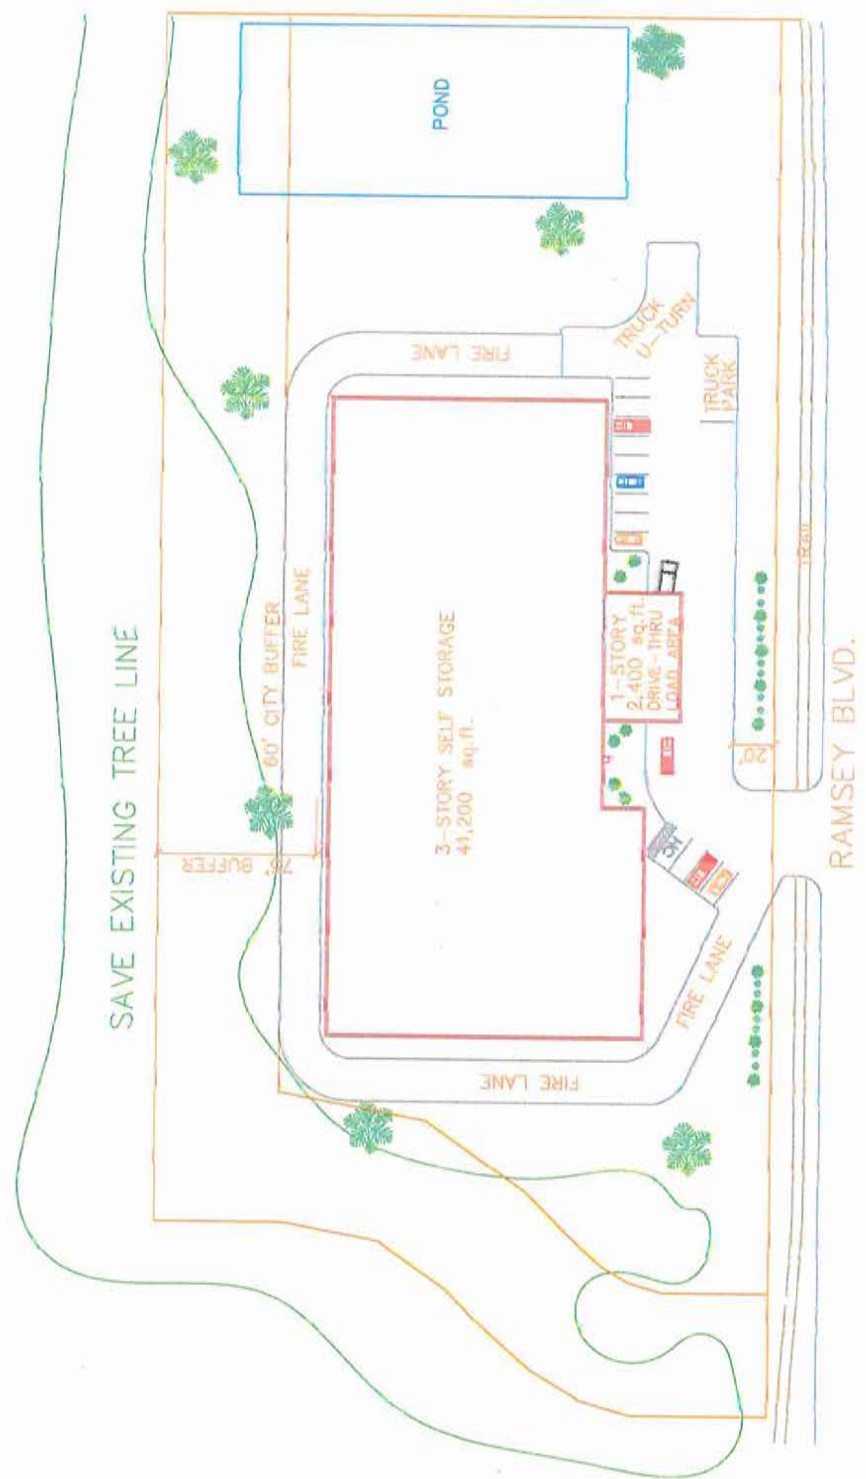 SAVE EXISTING TREE LINE
75' BUFFER
60' CITY BUFFER
FIRE LANE
FIRE LANE
FIRE LANE
FIRE LANE
3-STORY SELF STORAGE
41,200 sq.ft.
1-STORY
2,400 sq.ft.
DRIVE-THRU
LOAD AREA
HC
20'
POND
TRUCK
U-TURN
TRUCK
PARK
TRAIL
RAMSEY BLVD.